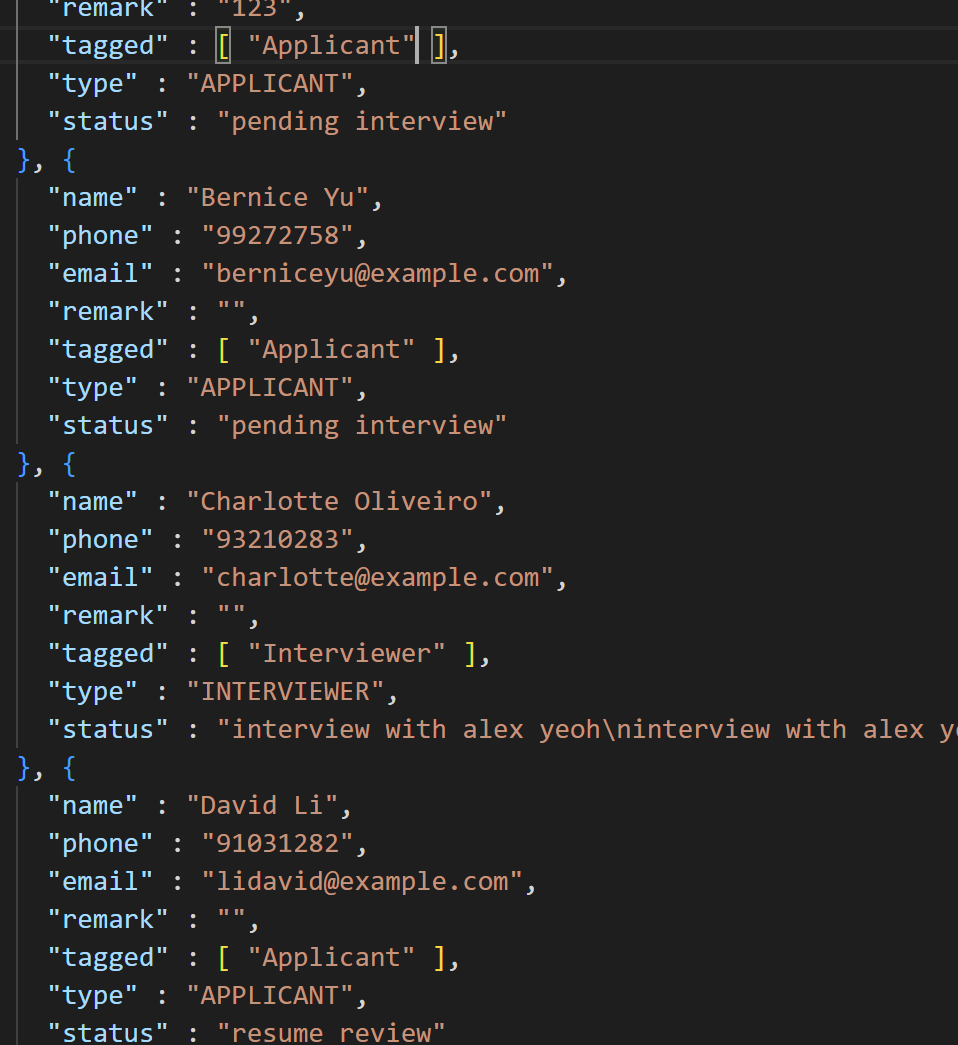 "remark" : "123",
"tagged" : [ "Applicant" ],
"type" : "APPLICANT",
"status" : "pending interview"
}, {
"name" : "Bernice Yu",
"phone" : "99272758",
"email" : "berniceyu@example.com",
"remark" : "",
"tagged" : [ "Applicant" ],
"type" : "APPLICANT",
"status" : "pending interview"
}, {
"name" : "Charlotte Oliveiro",
"phone" : "93210283",
"email" : "charlotte@example.com",
"remark" : "",
"tagged" : [ "Interviewer" ],
"type" : "INTERVIEWER",
"status" : "interview with alex yeoh\ninterview with alex
}, {
"name" : "David Li",
"phone" : "91031282",
"email" : "lidavid@example.com",
"remark" : "",
"tagged" : [ "Applicant" ],
"type" : "APPLICANT",
"status" : "resume review"